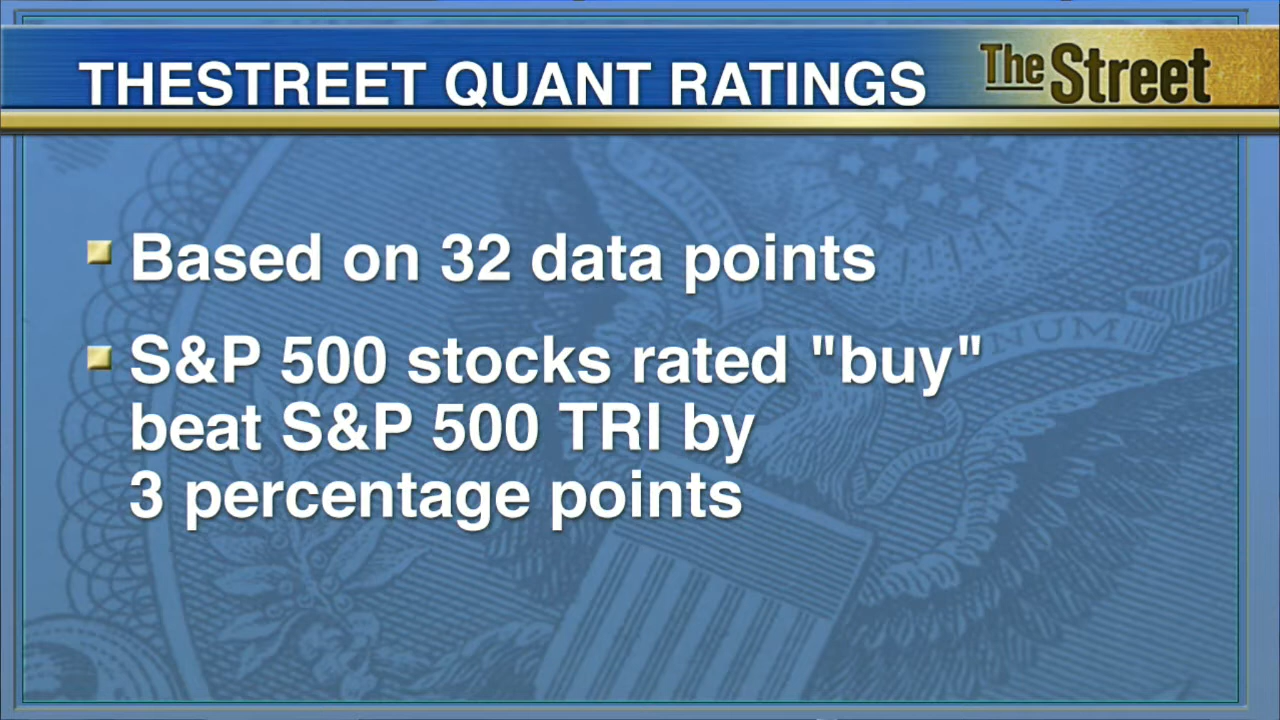 THESTREET QUANT RATINGS
The Street
Based on 32 data points
S&P 500 stocks rated "buy"
beat S&P 500 TRI by
3 percentage points
NUM